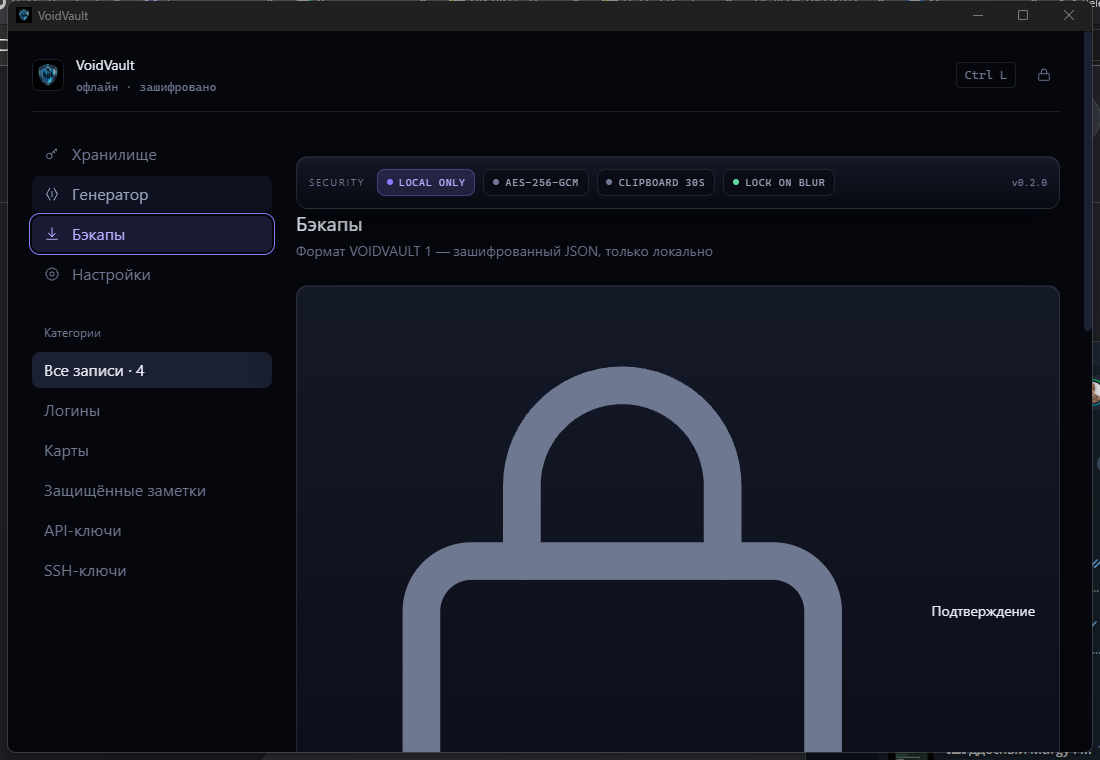 VoidVault
VoidVault
офлайн · зашифровано
Ctrl L
Хранилище
Генератор
Бэкапы
Настройки
Категории
Все записи · 4
Логины
Карты
Защищённые заметки
API-ключи
SSH-ключи
SECURITY
LOCAL ONLY
AES-256-GCM
CLIPBOARD 30S
LOCK ON BLUR
v0.2.0
Бэкапы
Формат VOIDVAULT 1 — зашифрованный JSON, только локально
Подтверждение